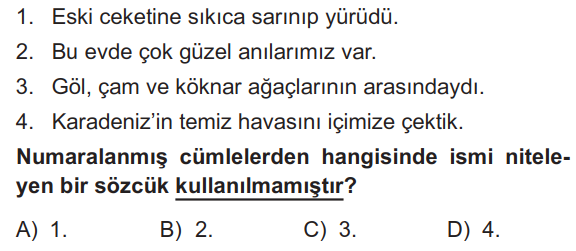 1. Eski ceketine sıkıca sarınıp yürüdü.
2. Bu evde çok güzel anılarımız var.
3. Göl, çam ve köknar ağaçlarının arasındaydı.
4. Karadeniz’in temiz havasını içimize çektik.
Numaralanmış cümlelerden hangisinde ismi nitele-
yen bir sözcük kullanılmamıştır?
A) 1. B) 2. C) 3. D) 4.